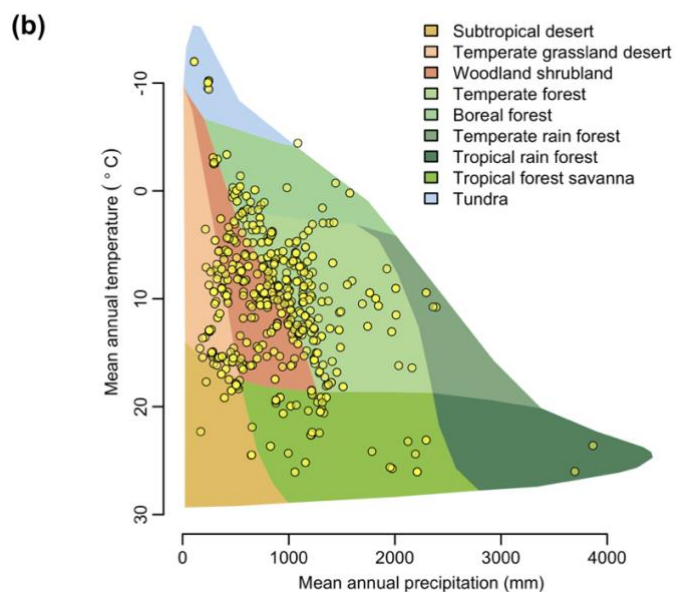 (b)
Subtropical desert
Temperate grassland desert
Woodland shrubland
Temperate forest
Boreal forest
Temperate rain forest
Tropical rain forest
Tropical forest savanna
Tundra
Mean annual temperature ( ° C)
-10
0
10
20
30
0 1000 2000 3000 4000
Mean annual precipitation (mm)